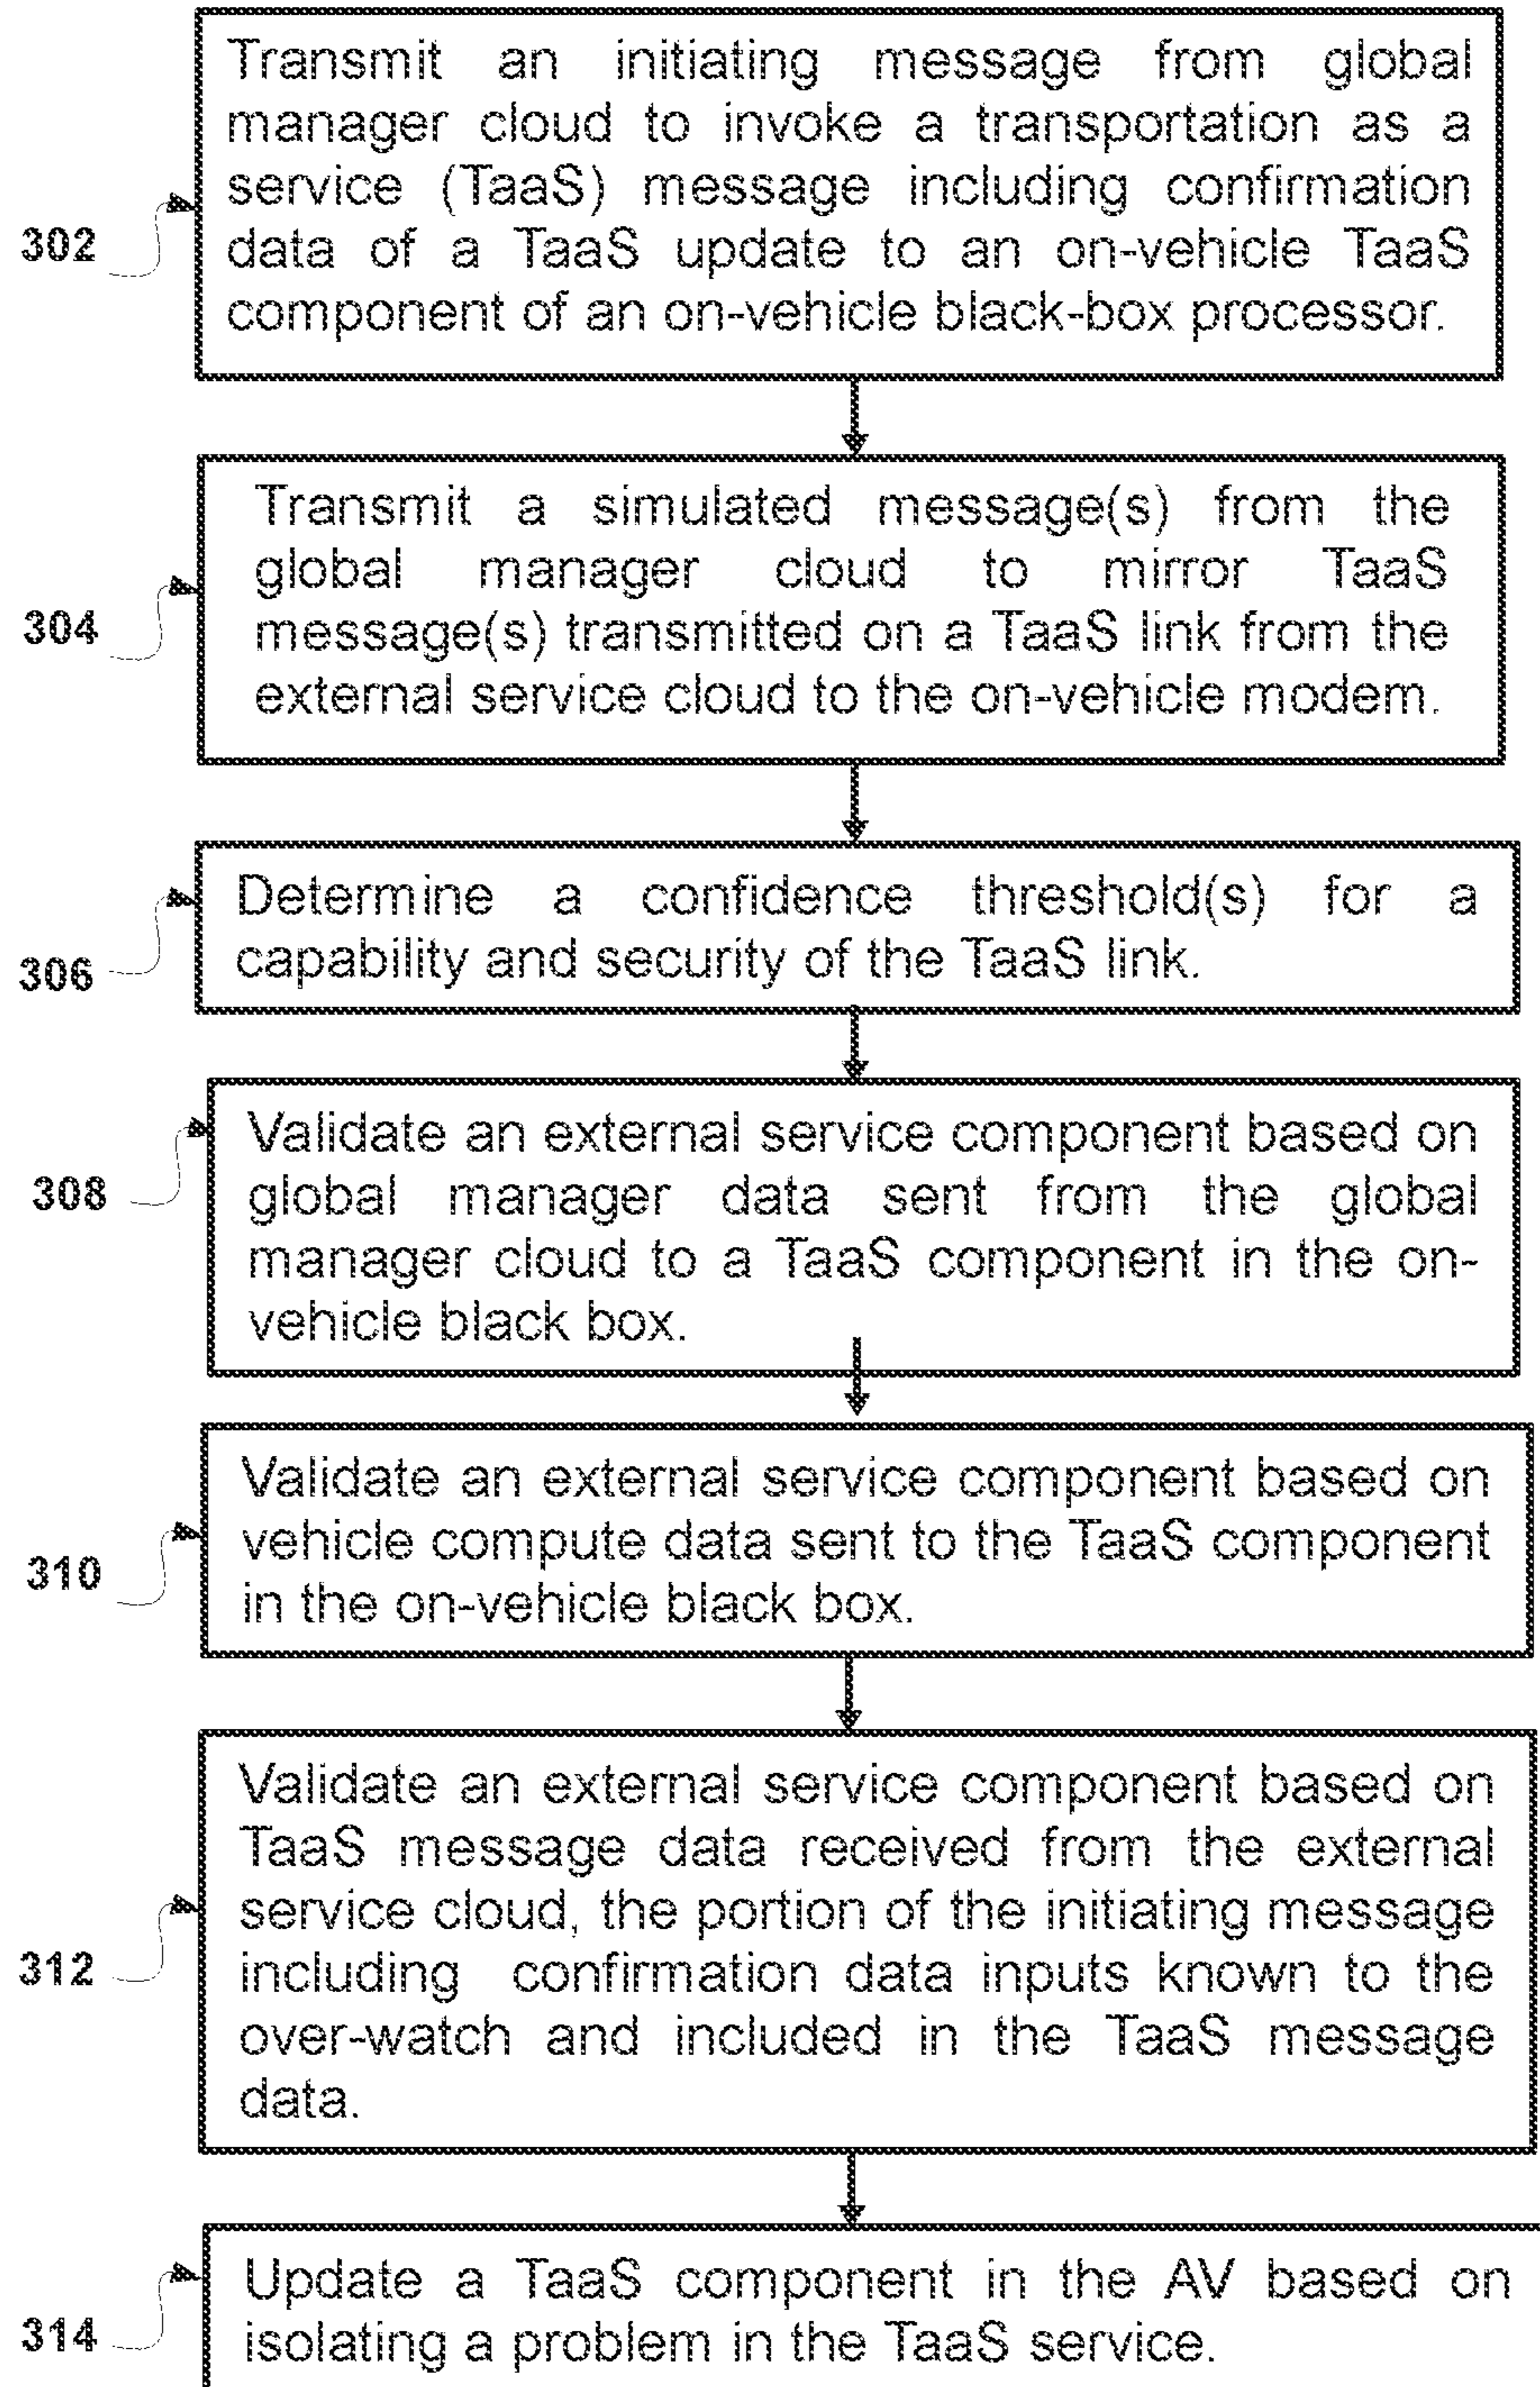 Transmit an initiating message from global
manager cloud to invoke a transportation as a
service (TaaS) message including confirmation
data of a TaaS update to an on-vehicle TaaS
component of an on-vehicle black-box processor.
302
Transmit a simulated message(s) from the
global manager cloud to mirror TaaS
message(s) transmitted on a TaaS link from the
external service cloud to the on-vehicle modem.
304
Determine a confidence threshold(s) for a
capability and security of the TaaS link.
306
Validate an external service component based on
global manager data sent from the global
manager cloud to a TaaS component in the on-
vehicle black box.
308
Validate an external service component based on
vehicle compute data sent to the TaaS component
in the on-vehicle black box.
310
Validate an external service component based on
TaaS message data received from the external
service cloud, the portion of the initiating message
including confirmation data inputs known to the
over-watch and included in the TaaS message
data.
312
Update a TaaS component in the AV based on
isolating a problem in the TaaS service.
314